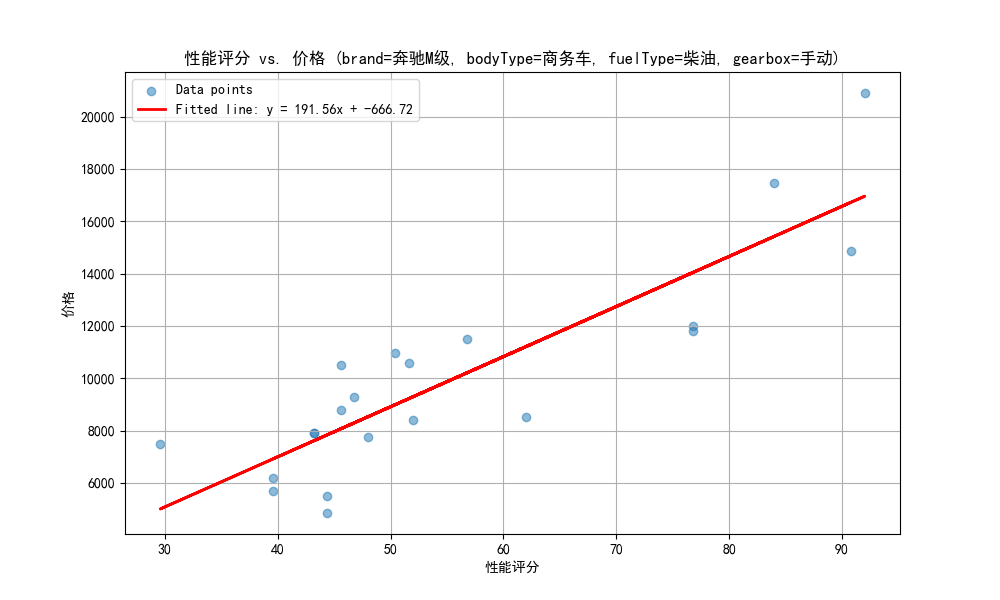 性能评分 vs. 价格 (brand=奔驰M级, bodyType=商务车, fuelType=柴油, gearbox=手动)
Data points
Fitted line: y = 191.56x + -666.72
20000
18000
16000
14000
12000
10000
8000
6000
价格
30 40 50 60 70 80 90
性能评分